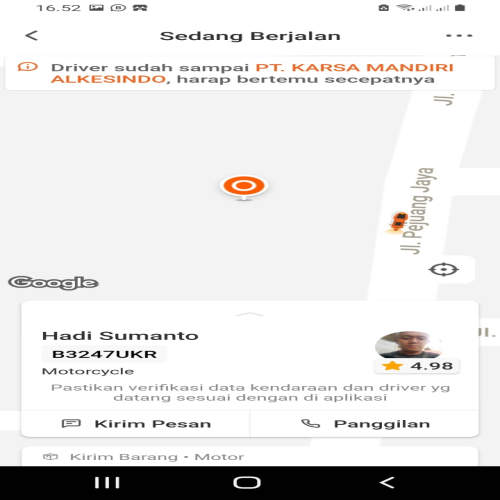 16.52
Sedang Berjalan
Driver sudah sampai PT. KARSA MANDIRI
ALKESINDO, harap bertemu secepatnya
Jl.
Jl. Pejuang Jaya
Google
Jl.
Hadi Sumanto
B3247UKR
4.98
Motorcycle
Pastikan verifikasi data kendaraan dan driver yg
datang sesuai dengan di aplikasi
Kirim Pesan
Panggilan
Kirim Barang • Motor